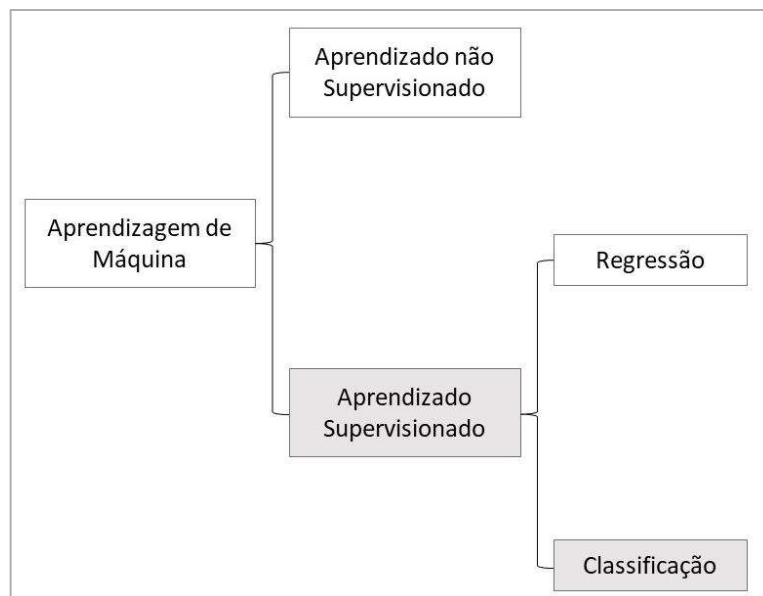 Aprendizado não
Supervisionado
Aprendizagem de
Máquina
Regressão
Aprendizado
Supervisionado
Classificação